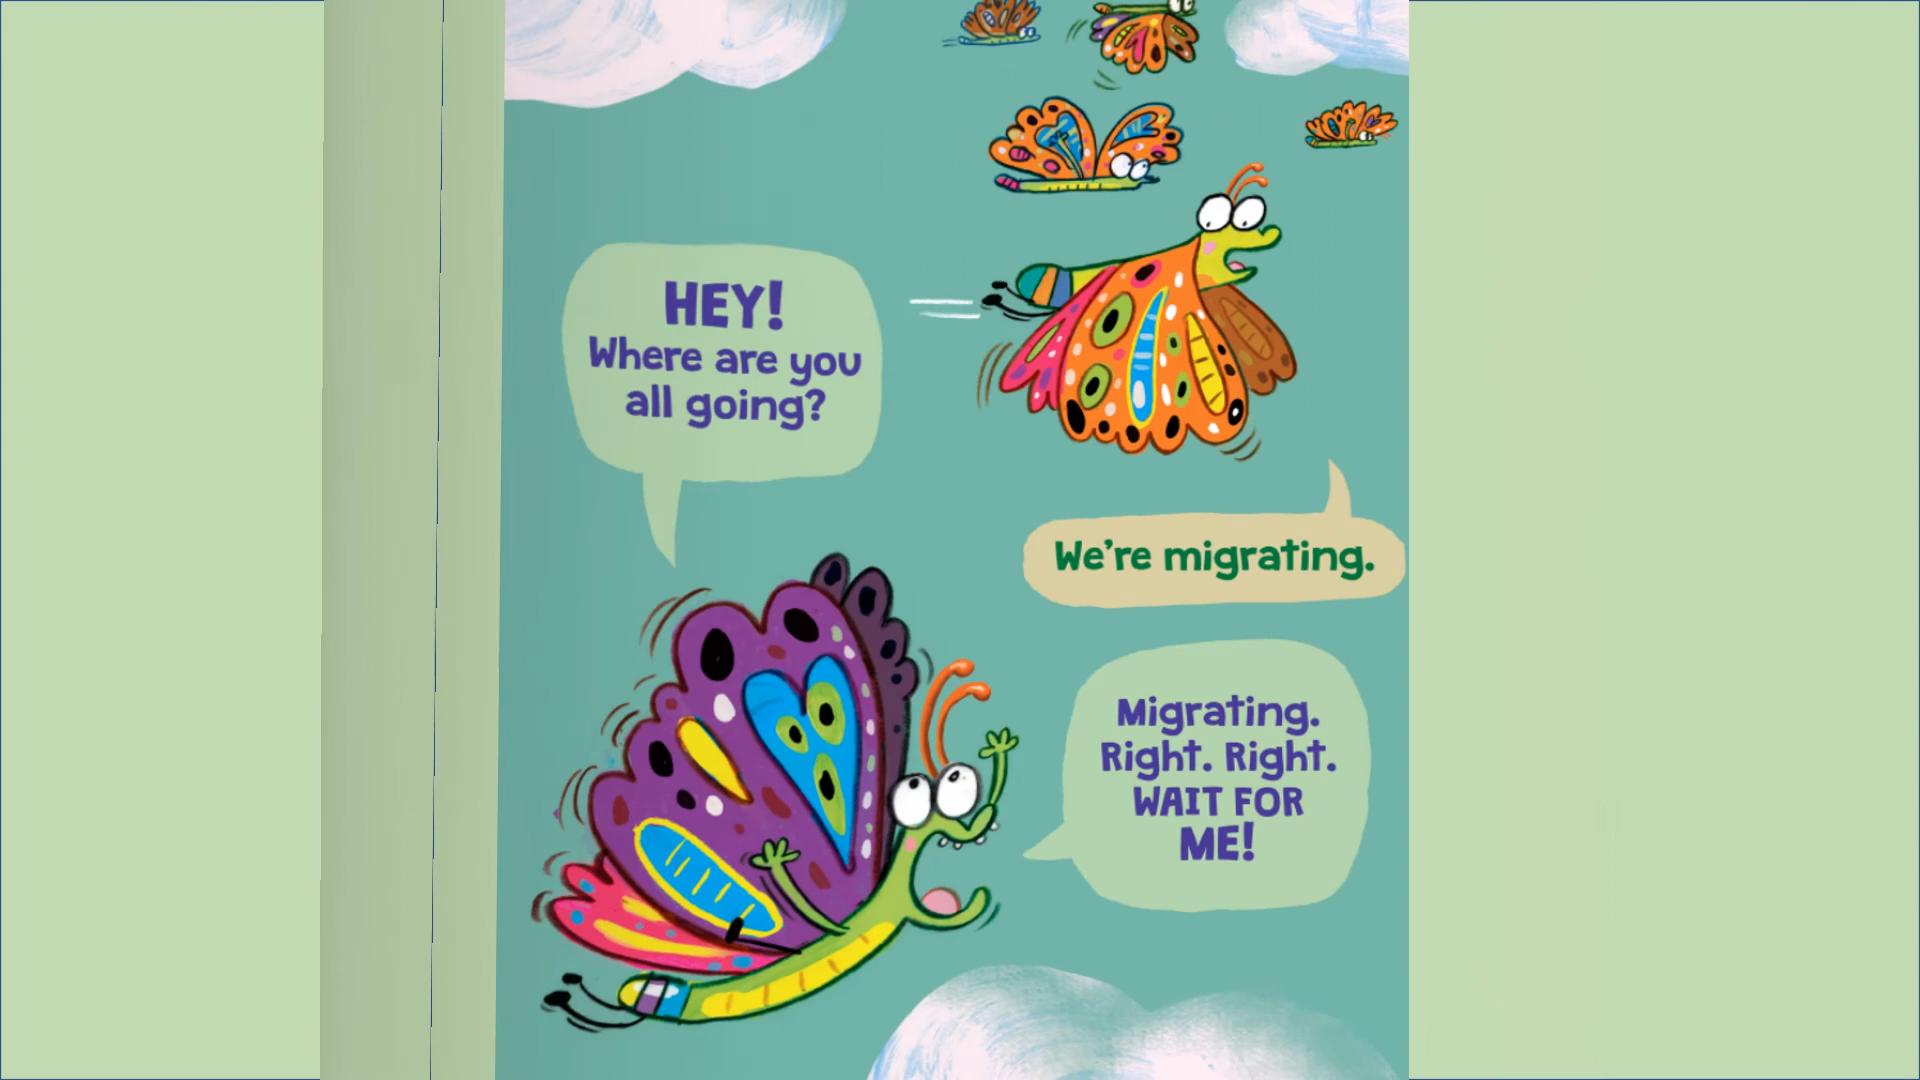 HEY!
Where are you
all going?
We're migrating.
Migrating.
Right. Right.
WAIT FOR
ME!